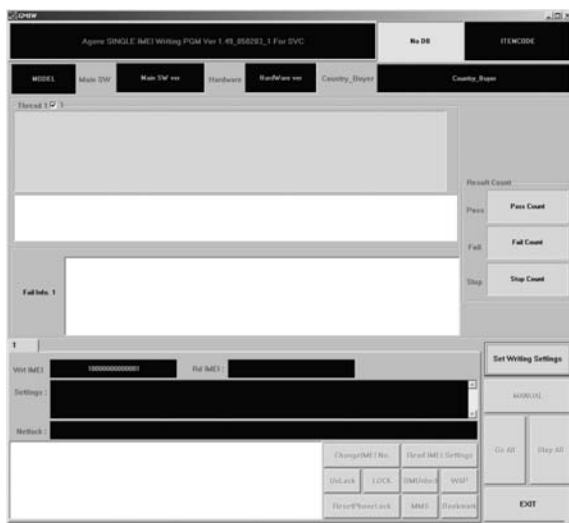 GMIW
Agere SINGLE IMEI Writing PGM Ver 1.49_050203_1 For SVC
No DB
ITEMCODE
MODEL
Main SW
Main SW ver
Hardware
HardWare ver
Country_Buyer
Country_Buyer
Thread 1 1
Result Count
Pass
Pass Count
Fail
Fail Count
Stop
Stop Count
Fail Info. 1
1
Set Writing Settings
Wrt IMEI
Rd IMEI :
Settings :
MANUAL
Netlock :
ChangeIMEI No.
Read IMEI Settings
Go All
Stop All
UnLock
LOCK
SIMUnlock
WAP
ResetPhoneLock
MMS
Bookmark
EXIT